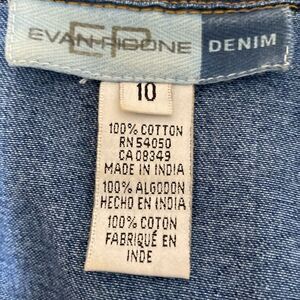 EVAN-PICONE DENIM
10
100% COTTON
RN 54050
CA 08349
MADE IN INDIA
100% ALGODON
HECHO EN INDIA
100% COTON
FABRIQUÉ EN
INDE